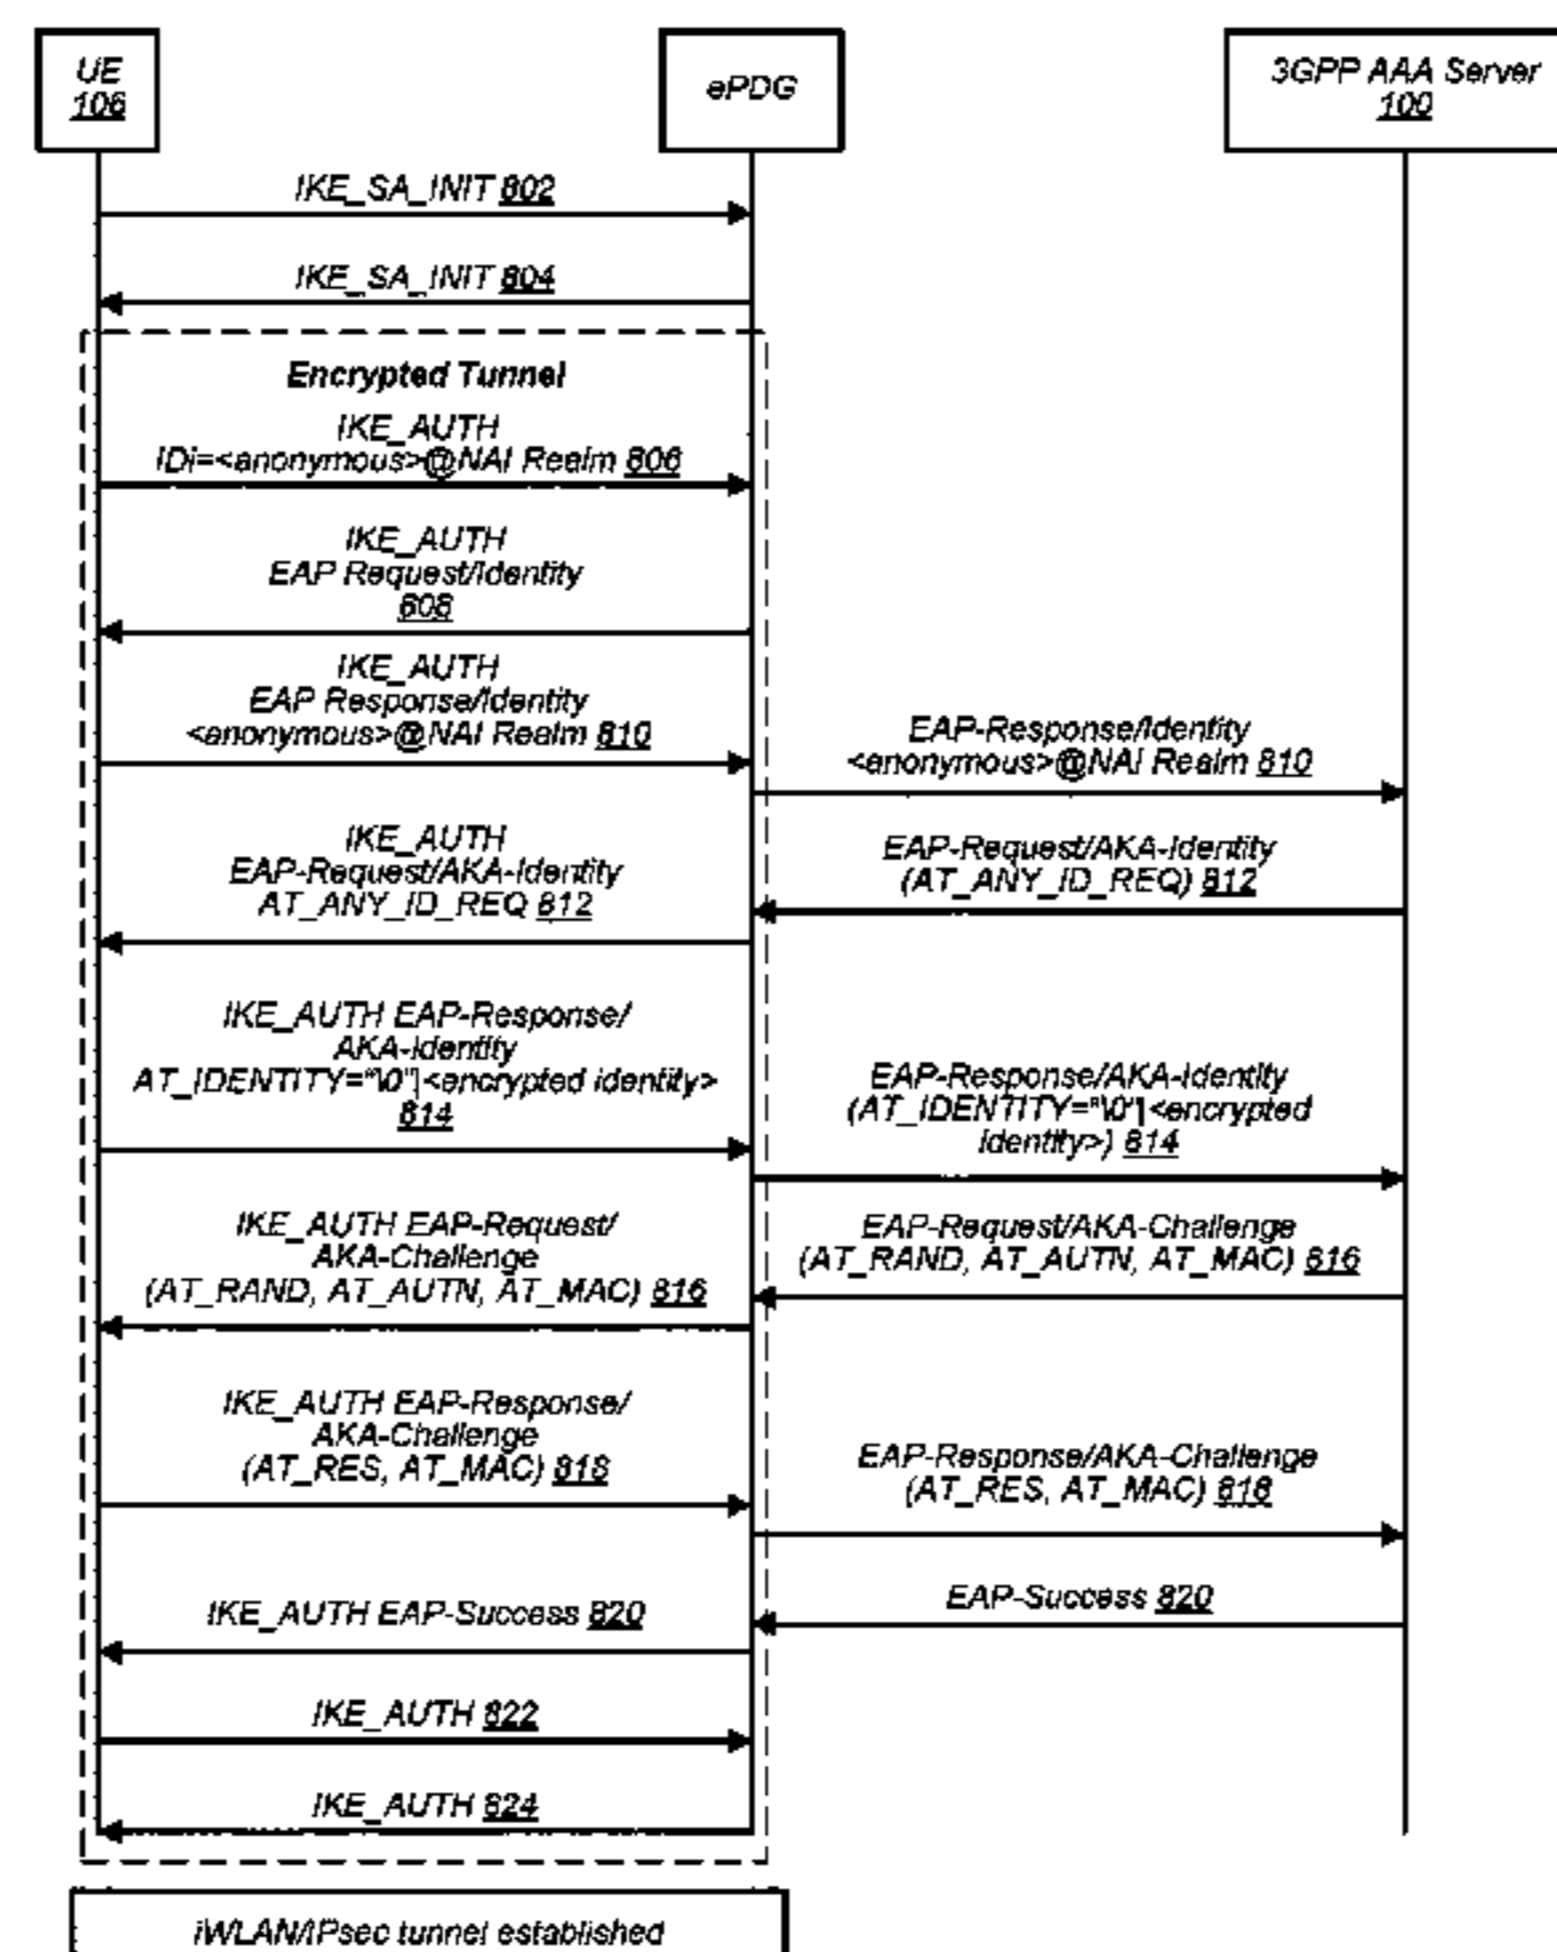 UE
106
ePDG
3GPP AAA Server
100
IKE_SA_INIT 802
IKE_SA_INIT 804
Encrypted Tunnel
IKE_AUTH
IDi=<anonymous>@NAI Realm 806
IKE_AUTH
EAP Request/Identity
808
IKE_AUTH
EAP Response/Identity
<anonymous>@NAI Realm 810
EAP-Response/Identity
<anonymous>@NAI Realm 810
EAP-Request/AKA-Identity
(AT_ANY_ID_REQ) 812
IKE_AUTH
EAP-Request/AKA-Identity
AT_ANY_ID_REQ 812
IKE_AUTH EAP-Response/
AKA-Identity
AT_IDENTITY="\0"|<encrypted identity>
814
EAP-Response/AKA-Identity
(AT_IDENTITY="\0"|<encrypted
identity>) 814
EAP-Request/AKA-Challenge
(AT_RAND, AT_AUTN, AT_MAC) 816
IKE_AUTH EAP-Request/
AKA-Challenge
(AT_RAND, AT_AUTN, AT_MAC) 816
IKE_AUTH EAP-Response/
AKA-Challenge
(AT_RES, AT_MAC) 818
EAP-Response/AKA-Challenge
(AT_RES, AT_MAC) 818
EAP-Success 820
IKE_AUTH EAP-Success 820
IKE_AUTH 822
IKE_AUTH 824
iWLAN/IPsec tunnel established